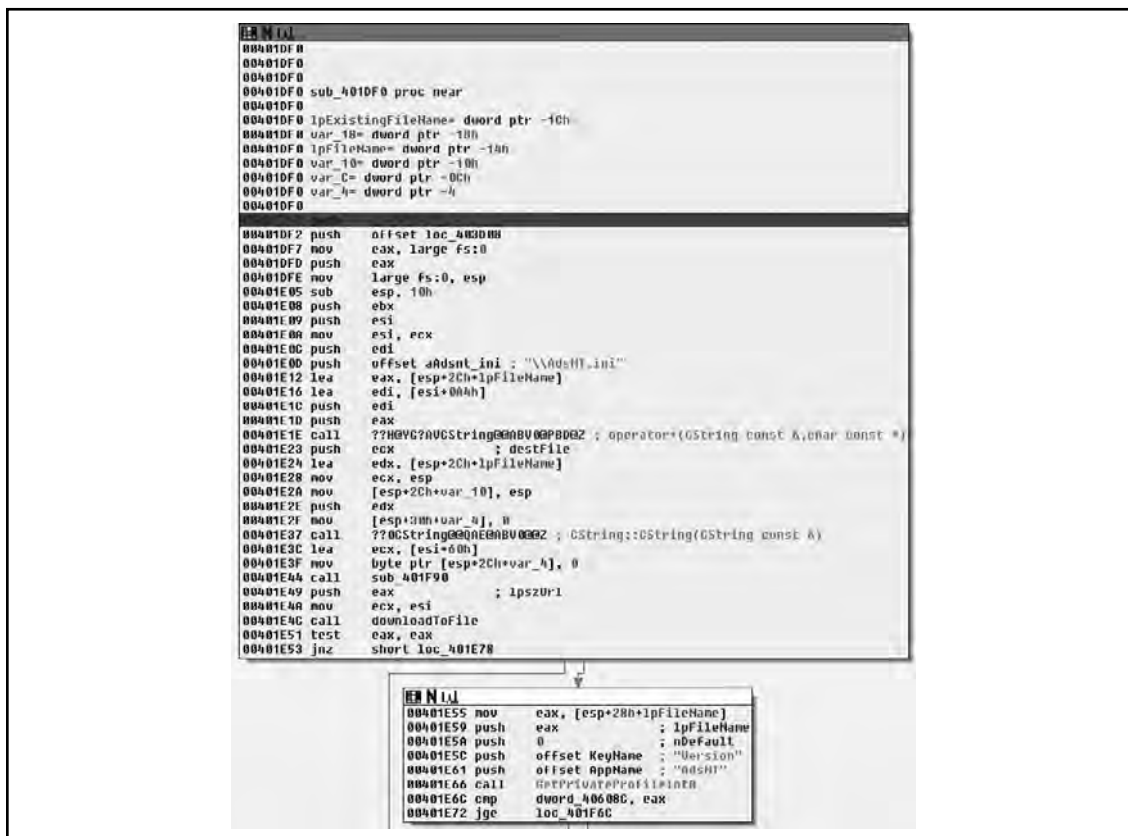 00401DF0
00401DF0
00401DF0
00401DF0 sub_401DF0 proc near
00401DF0
00401DF0 lpExistingFileName= dword ptr -1Ch
00401DF0 var_18= dword ptr -18h
00401DF0 lpFileName= dword ptr -14h
00401DF0 var_10= dword ptr -10h
00401DF0 var_C= dword ptr -0Ch
00401DF0 var_4= dword ptr -4
00401DF0
00401DF2 push offset loc_403D08
00401DF7 mov eax, large fs:0
00401DFD push eax
00401DFE mov large fs:0, esp
00401E05 sub esp, 10h
00401E08 push ebx
00401E09 push esi
00401E0A mov esi, ecx
00401E0C push edi
00401E0D push offset aAdsnt_ini ; "\\AdsNT.ini"
00401E12 lea eax, [esp+2Ch+lpFileName]
00401E16 lea edi, [esi+0A4h]
00401E1C push edi
00401E1D push eax
00401E1E call ??H@YG?AVCString@@ABV0@PBD@Z ; operator+(CString const &,char const *)
00401E23 push ecx ; destFile
00401E24 lea edx, [esp+2Ch+lpFileName]
00401E28 mov ecx, esp
00401E2A mov [esp+2Ch+var_10], esp
00401E2E push edx
00401E2F mov [esp+30h+var_4], 0
00401E37 call ??0CString@@QAE@ABV0@@Z ; CString::CString(CString const &)
00401E3C lea ecx, [esi+60h]
00401E3F mov byte ptr [esp+2Ch+var_4], 0
00401E44 call sub_401F90
00401E49 push eax ; lpszUrl
00401E4A mov ecx, esi
00401E4C call downloadToFile
00401E51 test eax, eax
00401E53 jnz short loc_401E78
00401E55 mov eax, [esp+28h+lpFileName]
00401E59 push eax ; lpFileName
00401E5A push 0 ; nDefault
00401E5C push offset KeyName ; "Version"
00401E61 push offset AppName ; "AdsNT"
00401E66 call GetPrivateProfileIntA
00401E6C cmp dword_40608C, eax
00401E72 jge loc_401F6C